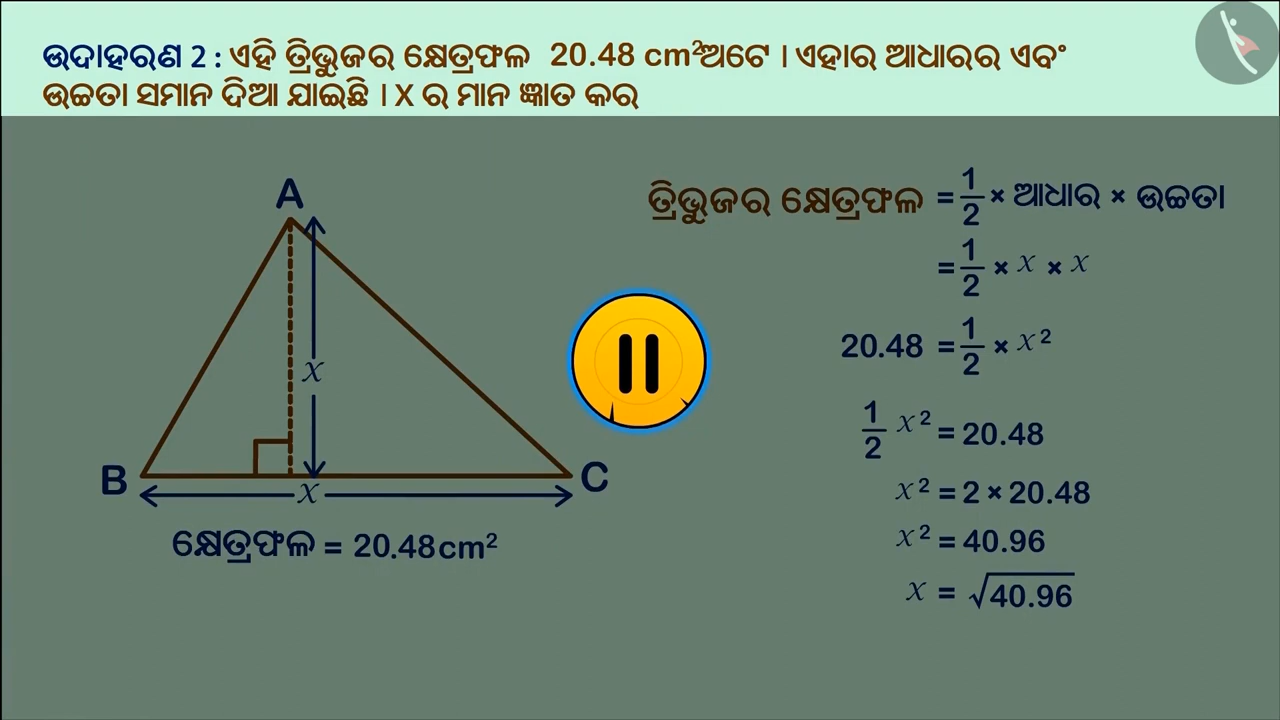 ଉଦାହରଣ 2 : ଏହି ତ୍ରିଭୁଜର କ୍ଷେତ୍ରଫଳ 20.48 cm²ଅଟେ । ଏହାର ଆଧାରର ଏବଂ
ଉଚ୍ଚତା ସମାନ ଦିଆ ଯାଇଛି । X ର ମାନ ଜ୍ଞାତ କର
A
x
B
C
x
କ୍ଷେତ୍ରଫଳ = 20.48cm²
ତ୍ରିଭୁଜର କ୍ଷେତ୍ରଫଳ = 1/2 × ଆଧାର × ଉଚ୍ଚତା
= 1/2 × x × x
20.48 = 1/2 × x²
1/2 x² = 20.48
x² = 2 × 20.48
x² = 40.96
x = √40.96